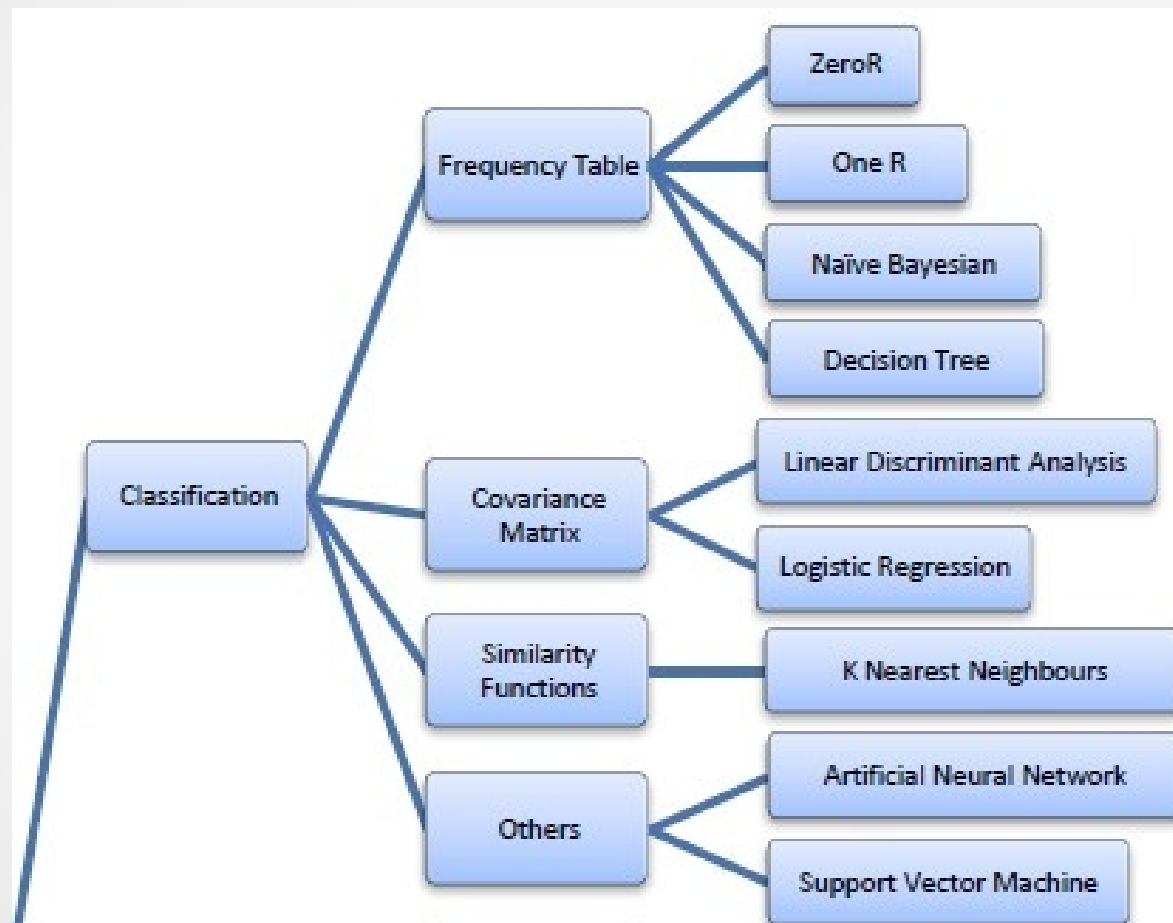 ZeroR
Frequency Table
One R
Naïve Bayesian
Decision Tree
Classification
Covariance
Matrix
Linear Discriminant Analysis
Logistic Regression
Similarity
Functions
K Nearest Neighbours
Others
Artificial Neural Network
Support Vector Machine